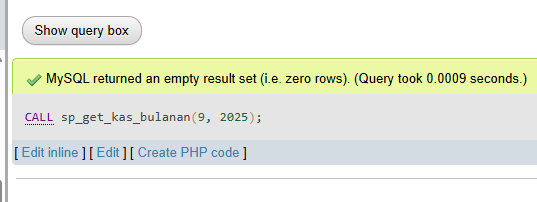 Show query box
MySQL returned an empty result set (i.e. zero rows). (Query took 0.0009 seconds.)
CALL sp_get_kas_bulanan(9, 2025);
[ Edit inline ] [ Edit ] [ Create PHP code ]